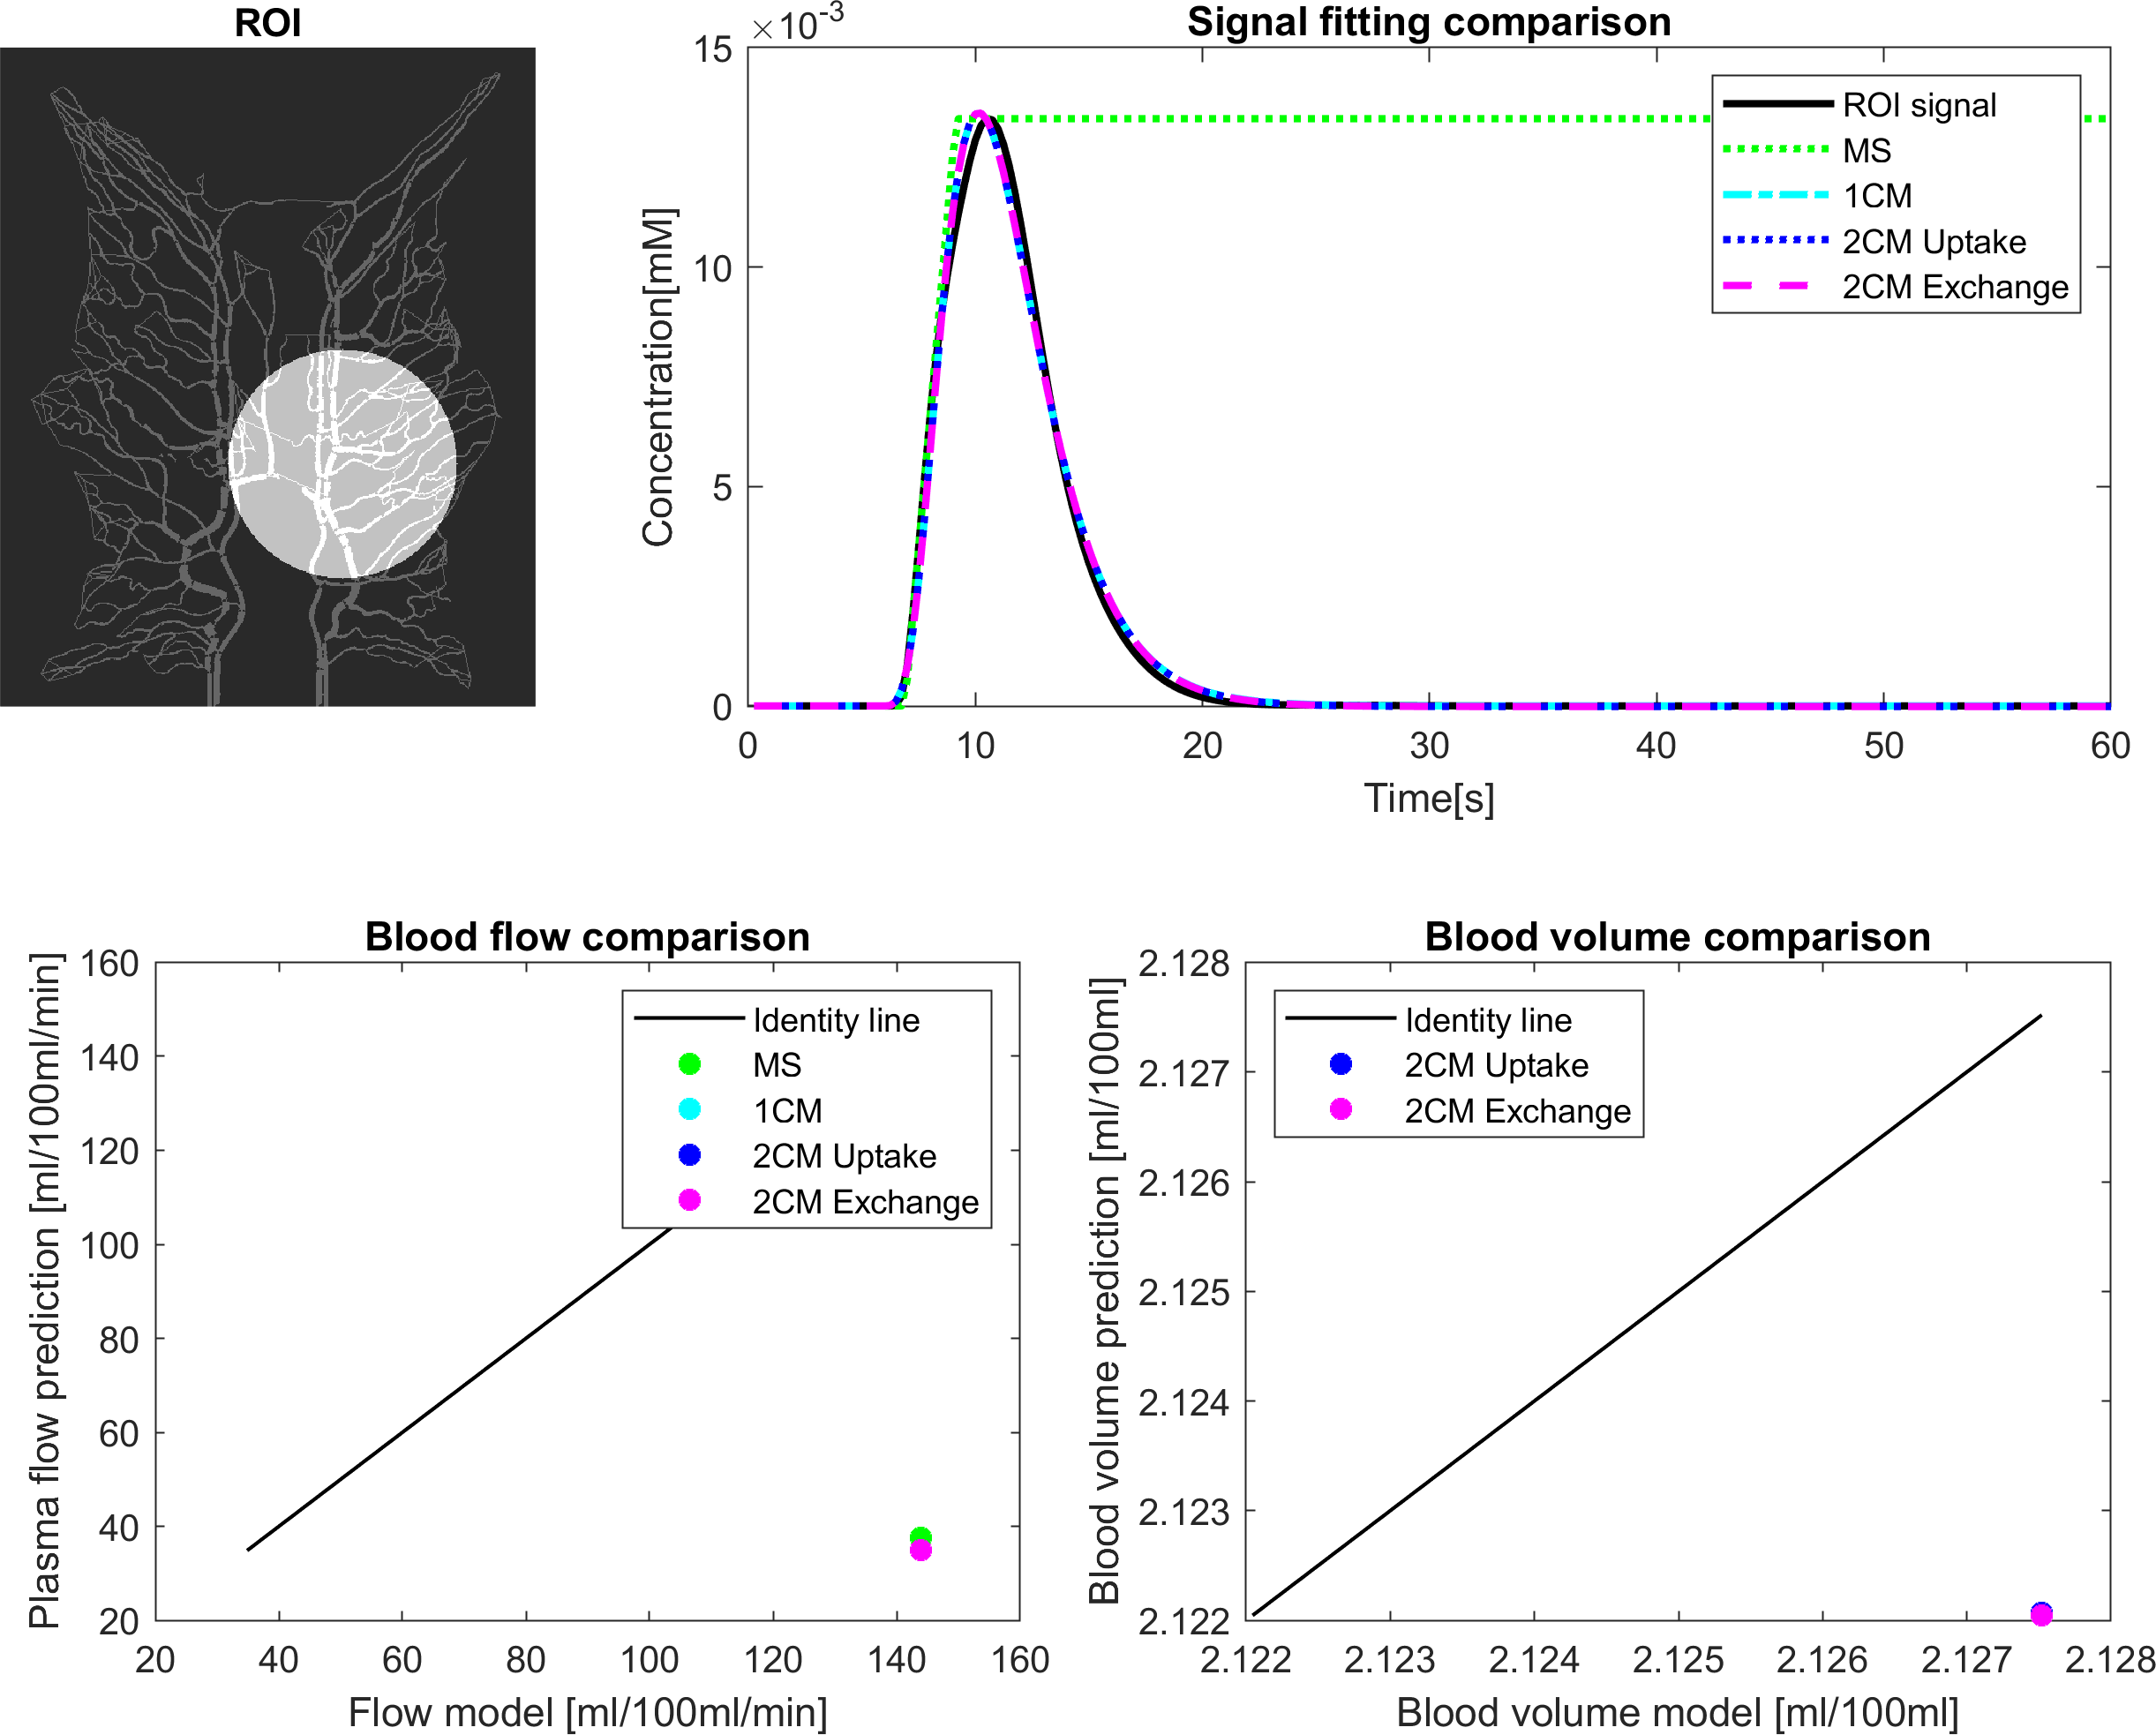 ROI
Signal fitting comparison
×10-3
15
10
5
0
Concentration[mM]
0 10 20 30 40 50 60
Time[s]
ROI signal
MS
1CM
2CM Uptake
2CM Exchange
Blood flow comparison
160
140
120
100
80
60
40
20
Plasma flow prediction [ml/100ml/min]
20 40 60 80 100 120 140 160
Flow model [ml/100ml/min]
Identity line
MS
1CM
2CM Uptake
2CM Exchange
Blood volume comparison
2.128
2.127
2.126
2.125
2.124
2.123
2.122
Blood volume prediction [ml/100ml]
2.122 2.123 2.124 2.125 2.126 2.127 2.128
Blood volume model [ml/100ml]
Identity line
2CM Uptake
2CM Exchange